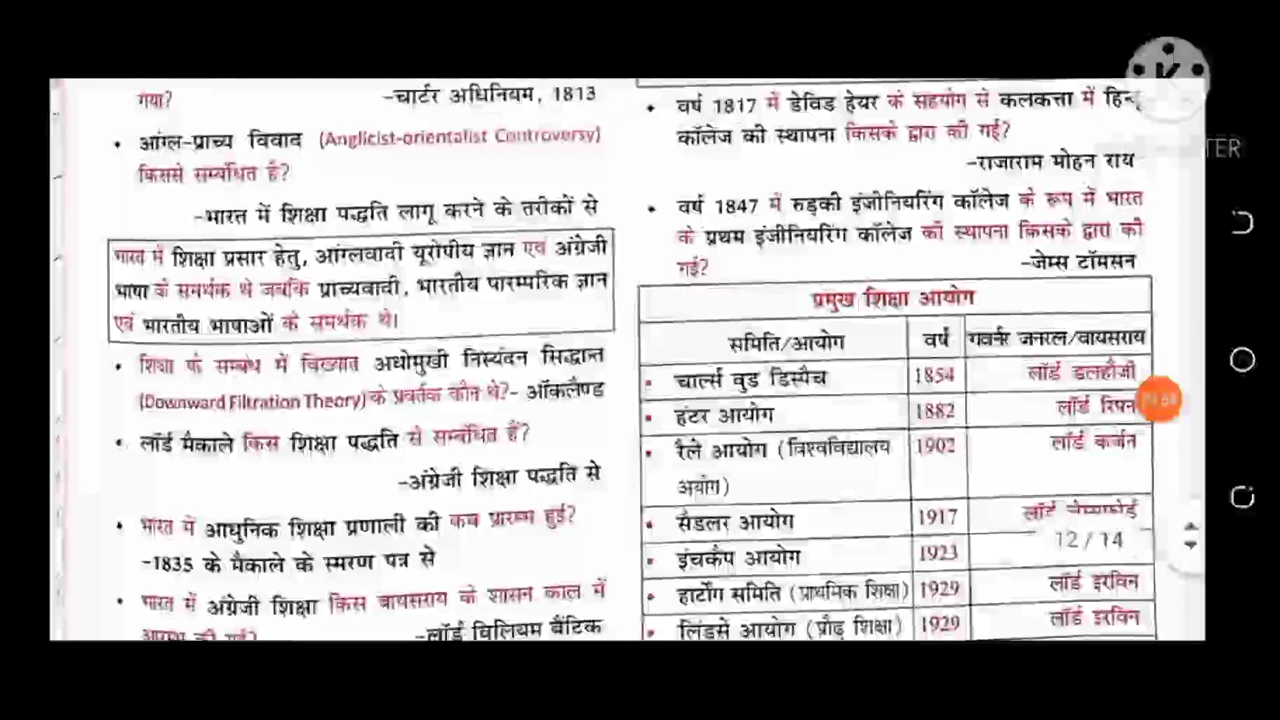 गया?
-चार्टर अधिनियम, 1813
• आंग्ल-प्राच्य विवाद (Anglicist-orientalist Controversy)
किससे सम्बंधित है?
-भारत में शिक्षा पद्धति लागू करने के तरीकों से
भारत में शिक्षा प्रसार हेतु, आंग्लवादी यूरोपीय ज्ञान एवं अंग्रेजी
भाषा के समर्थक थे जबकि प्राच्यवादी, भारतीय पारम्परिक ज्ञान
एवं भारतीय भाषाओं के समर्थक थे।
• शिक्षा के सम्बंध में विख्यात अधोमुखी निस्यंदन सिद्धान्त
(Downward Filtration Theory) के प्रवर्तक कौन थे?- ऑकलैण्ड
• लॉर्ड मैकाले किस शिक्षा पद्धति से सम्बंधित हैं?
-अंग्रेजी शिक्षा पद्धति से
• भारत में आधुनिक शिक्षा प्रणाली की कब प्रारम्भ हुई?
-1835 के मैकाले के स्मरण पत्र से
• भारत में अंग्रेजी शिक्षा किस वायसराय के शासन काल में
-लॉर्ड विलियम बैंटिक
• वर्ष 1817 में डेविड हेयर के सहयोग से कलकत्ता में हिन्दू
कॉलेज की स्थापना किसके द्वारा की गई?
-राजाराम मोहन राय
• वर्ष 1847 में रुड़की इंजीनियरिंग कॉलेज के रूप में भारत
के प्रथम इंजीनियरिंग कॉलेज की स्थापना किसके द्वारा की
गई? -जेम्स टॉमसन
प्रमुख शिक्षा आयोग
समिति/आयोग वर्ष गवर्नर जनरल/वायसराय
• चार्ल्स वुड डिस्पैच 1854 लॉर्ड डलहौजी
• हंटर आयोग 1882 लॉर्ड रिपन
• रैले आयोग (विश्वविद्यालय 1902 लॉर्ड कर्जन
अयोग)
• सैडलर आयोग 1917 लॉर्ड चेम्सफोर्ड
• इंचकैप आयोग 1923
12 / 14
• हार्टोंग समिति (प्राथमिक शिक्षा) 1929 लॉर्ड इरविन
• लिंडसे आयोग (प्रौढ़ शिक्षा) 1929 लॉर्ड इरविन